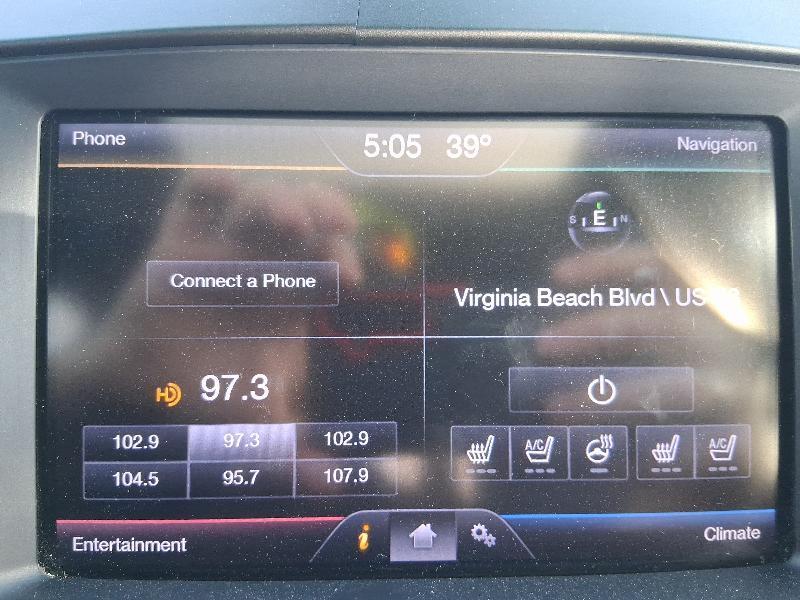 Phone
5:05 39°
Navigation
S E N
Connect a Phone
Virginia Beach Blvd \ US
HD 97.3
102.9 97.3 102.9
104.5 95.7 107.9
A/C
A/C
Entertainment
i
Climate